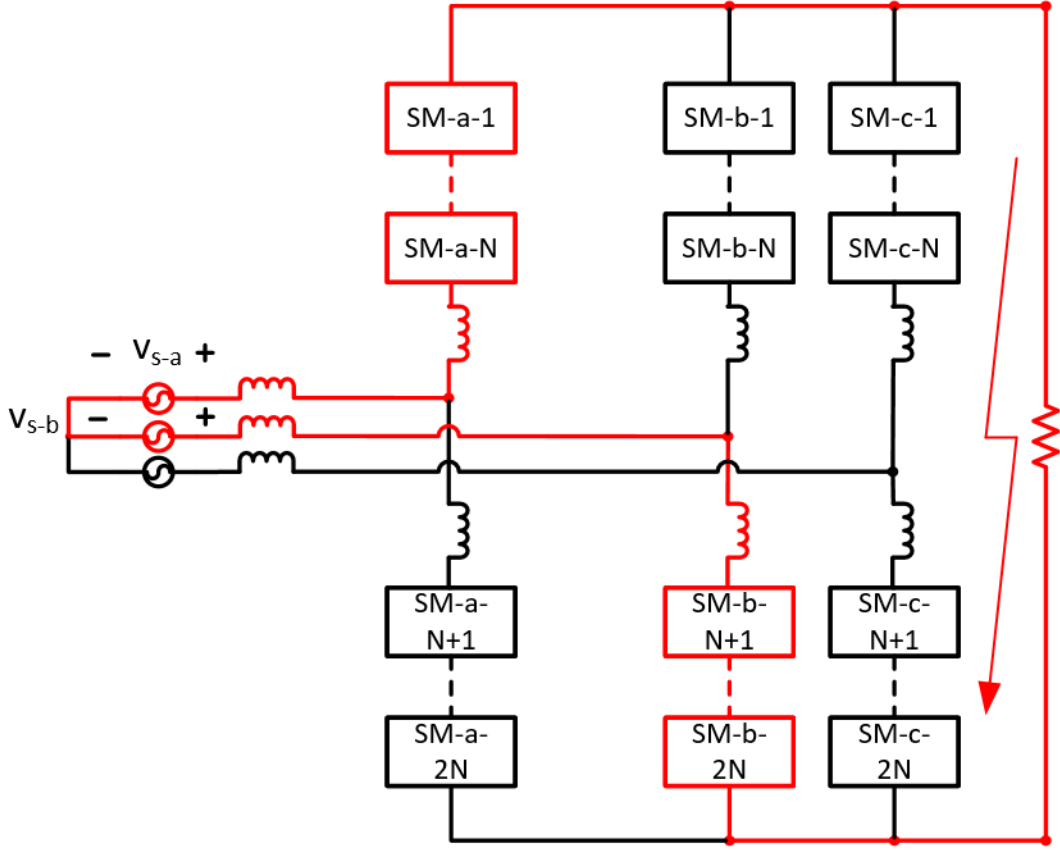 SM-a-1
SM-b-1
SM-c-1
SM-a-N
SM-b-N
SM-c-N
− Vs-a +
Vs-b − +
SM-a-
N+1
SM-b-
N+1
SM-c-
N+1
SM-a-
2N
SM-b-
2N
SM-c-
2N